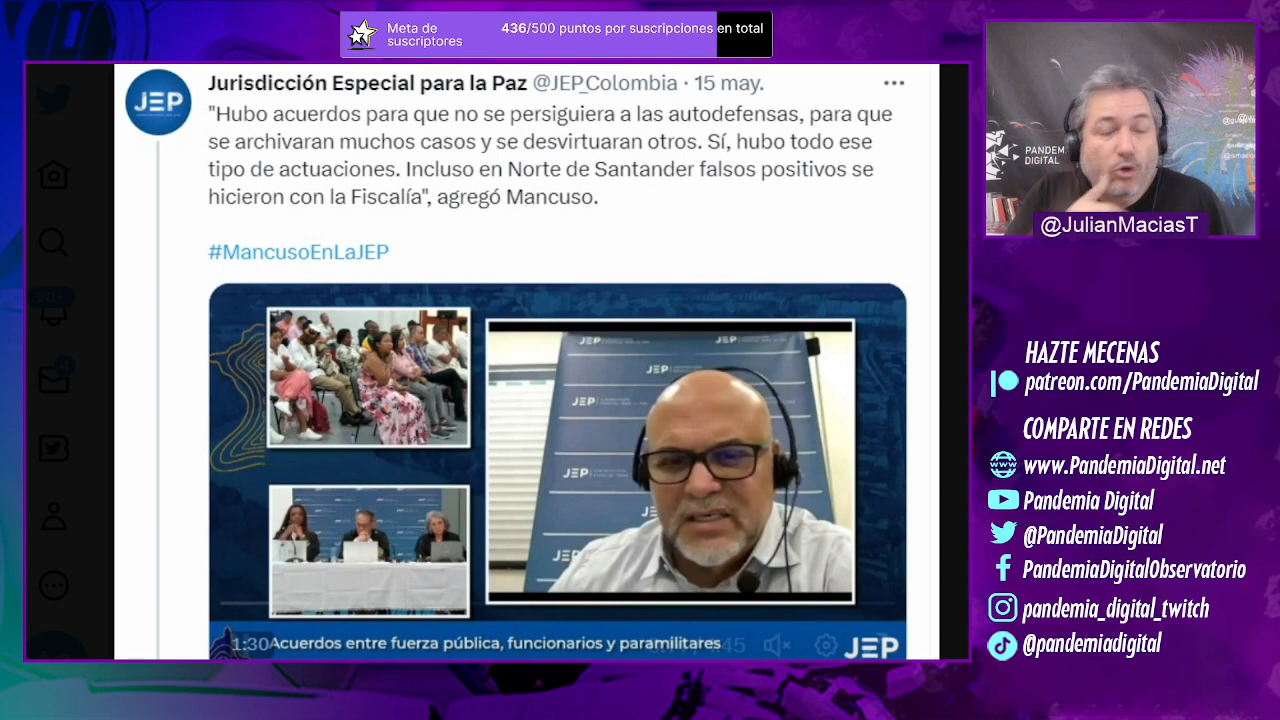 Meta de
suscriptores
436/500 puntos por suscripciones en total
JEP
Jurisdicción Especial para la Paz @JEP_Colombia · 15 may.
"Hubo acuerdos para que no se persiguiera a las autodefensas, para que
se archivaran muchos casos y se desvirtuaran otros. Sí, hubo todo ese
tipo de actuaciones. Incluso en Norte de Santander falsos positivos se
hicieron con la Fiscalía", agregó Mancuso.
#MancusoEnLaJEP
JEP
JEP
JEP
JEP
JEP
JEP
1:30
Acuerdos entre fuerza pública, funcionarios y paramilitares
JEP
PANDEM
DIGITAL
@JulianMaciasT
HAZTE MECENAS
patreon.com/PandemiaDigital
COMPARTE EN REDES
www.PandemiaDigital.net
Pandemia Digital
@PandemiaDigital
PandemiaDigitalObservatorio
pandemia_digital_twitch
@pandemiadigital